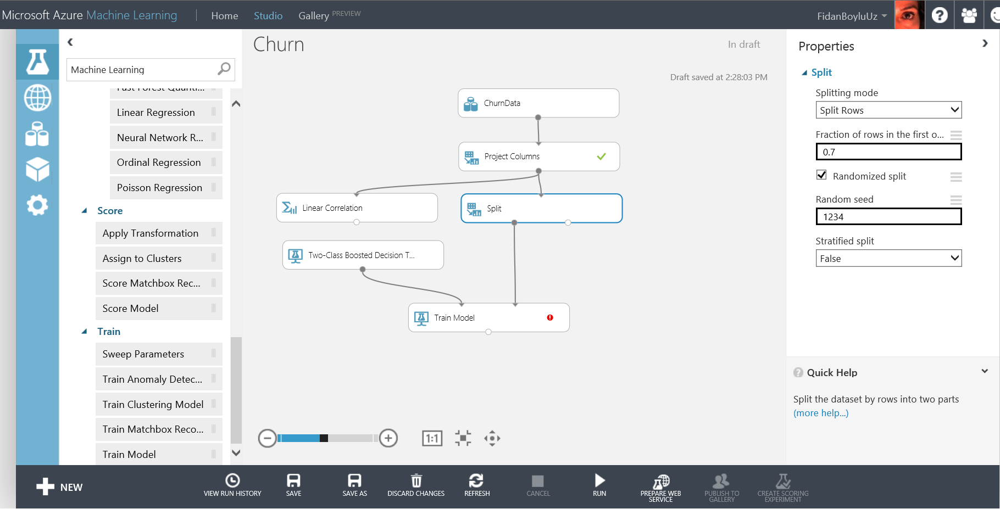 Microsoft Azure Machine Learning
Home
Studio
Gallery PREVIEW
FidanBoyluUz
Machine Learning
Fast Forest Quanti...
Linear Regression
Neural Network R...
Ordinal Regression
Poisson Regression
Score
Apply Transformation
Assign to Clusters
Score Matchbox Rec...
Score Model
Train
Sweep Parameters
Train Anomaly Detec...
Train Clustering Model
Train Matchbox Reco...
Train Model
Churn
In draft
Draft saved at 2:28:03 PM
ChurnData
Project Columns
Linear Correlation
Split
Two-Class Boosted Decision T...
Train Model
1:1
Properties
Split
Splitting mode
Split Rows
Fraction of rows in the first o...
0.7
Randomized split
Random seed
1234
Stratified split
False
Quick Help
Split the dataset by rows into two parts
(more help...)
NEW
VIEW RUN HISTORY
SAVE
SAVE AS
DISCARD CHANGES
REFRESH
CANCEL
RUN
PREPARE WEB
SERVICE
PUBLISH TO
GALLERY
CREATE SCORING
EXPERIMENT